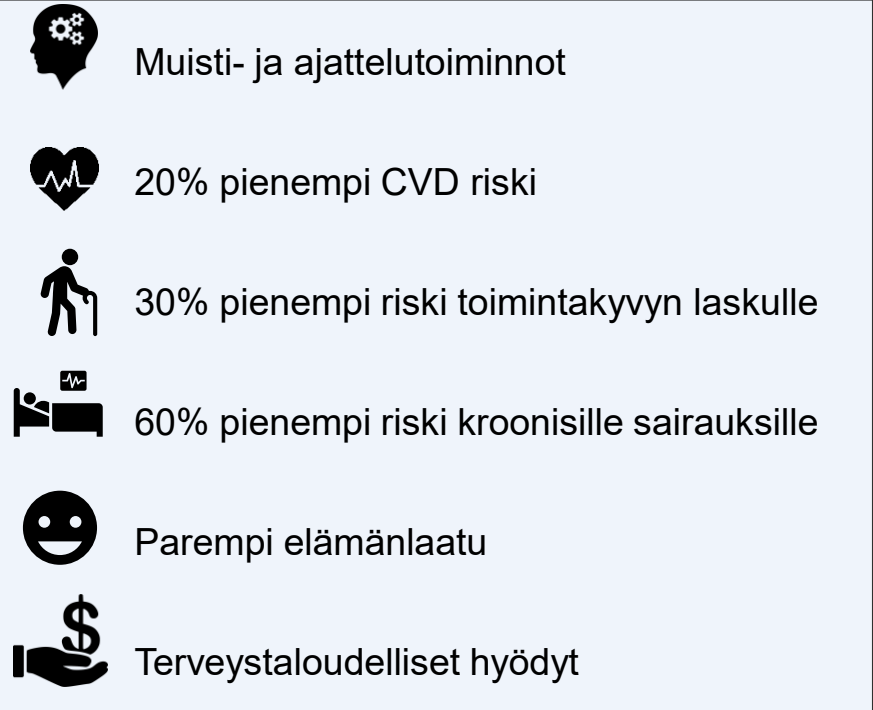 Muisti- ja ajattelutoiminnot
20% pienempi CVD riski
30% pienempi riski toimintakyvyn laskulle
60% pienempi riski kroonisille sairauksille
Parempi elämänlaatu
$
Terveystaloudelliset hyödyt